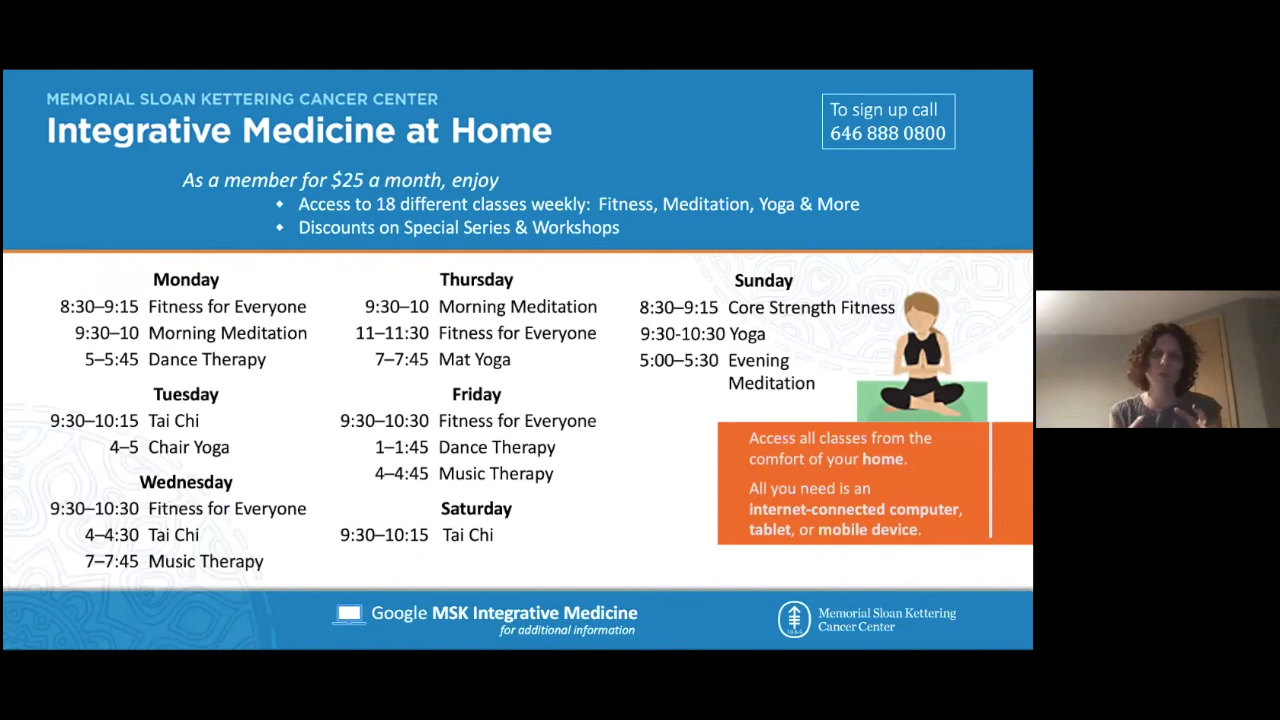 MEMORIAL SLOAN KETTERING CANCER CENTER
Integrative Medicine at Home
To sign up call
646 888 0800
As a member for $25 a month, enjoy
Access to 18 different classes weekly: Fitness, Meditation, Yoga & More
Discounts on Special Series & Workshops
Monday
8:30–9:15 Fitness for Everyone
9:30–10 Morning Meditation
5–5:45 Dance Therapy
Tuesday
9:30–10:15 Tai Chi
4–5 Chair Yoga
Wednesday
9:30–10:30 Fitness for Everyone
4–4:30 Tai Chi
7–7:45 Music Therapy
Thursday
9:30–10 Morning Meditation
11–11:30 Fitness for Everyone
7–7:45 Mat Yoga
Friday
9:30–10:30 Fitness for Everyone
1–1:45 Dance Therapy
4–4:45 Music Therapy
Saturday
9:30–10:15 Tai Chi
Sunday
8:30–9:15 Core Strength Fitness
9:30-10:30 Yoga
5:00–5:30 Evening
Meditation
Access all classes from the
comfort of your home.
All you need is an
internet-connected computer,
tablet, or mobile device.
Google MSK Integrative Medicine
for additional information
Memorial Sloan Kettering
Cancer Center